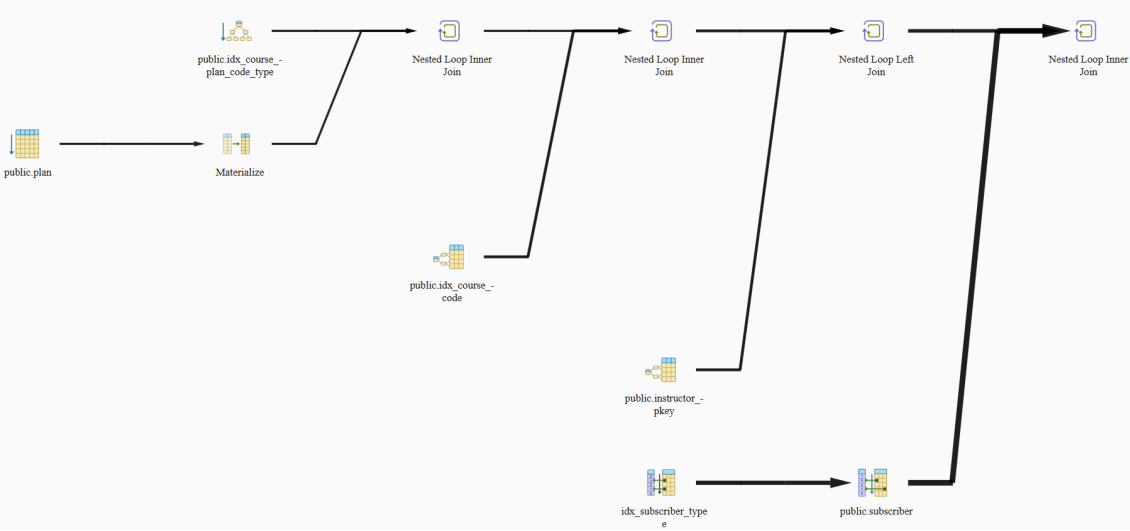 public.idx_course_-
plan_code_type
Nested Loop Inner
Join
Nested Loop Inner
Join
Nested Loop Left
Join
Nested Loop Inner
Join
public.plan
Materialize
public.idx_course_-
code
public.instructor_-
pkey
idx_subscriber_typ
e
public.subscriber